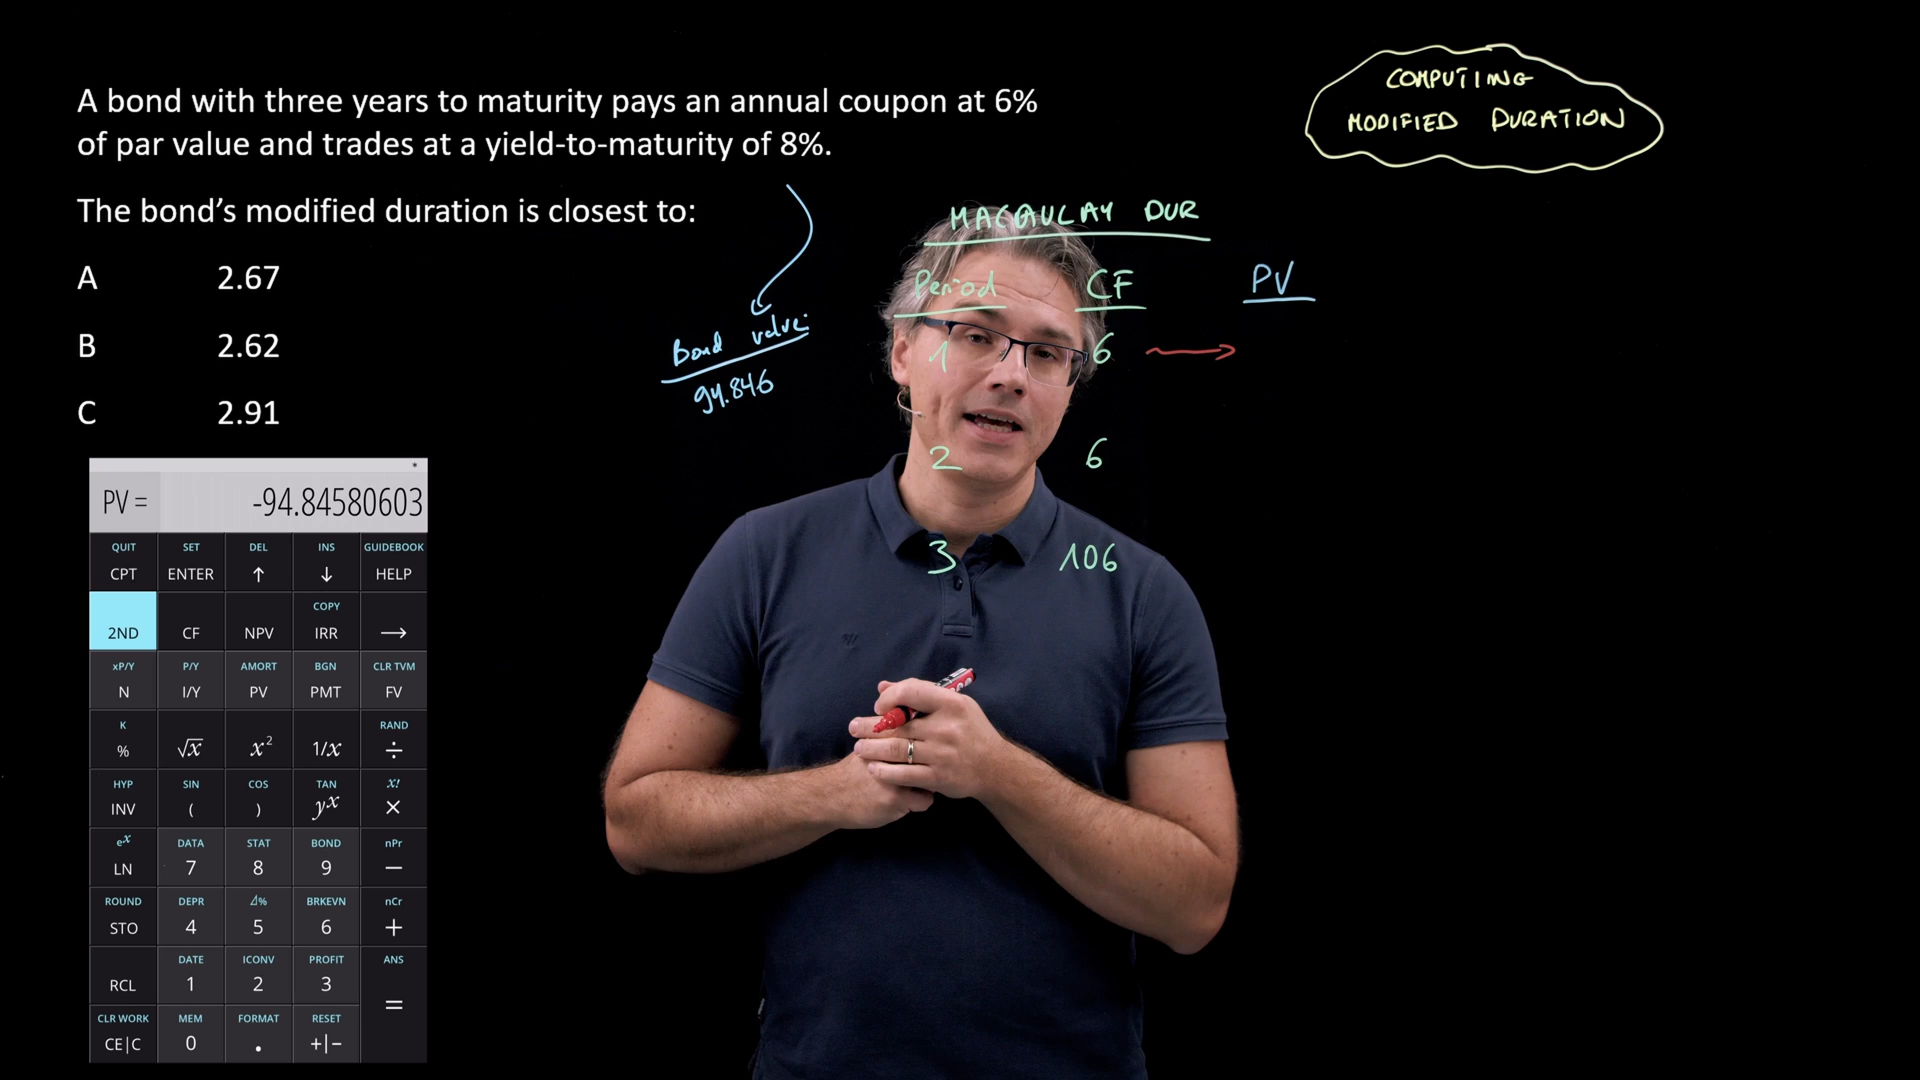 A bond with three years to maturity pays an annual coupon at 6%
of par value and trades at a yield-to-maturity of 8%.
The bond's modified duration is closest to:
A 2.67
B 2.62
C 2.91
COMPUTING
MODIFIED DURATION
MACAULAY DUR
Period CF PV
1 6
2 6
3 106
Bond value:
94.846
PV = -94.84580603
QUIT SET DEL INS GUIDEBOOK
CPT ENTER ↑ ↓ HELP
COPY
2ND CF NPV IRR →
xP/Y P/Y AMORT BGN CLR TVM
N I/Y PV PMT FV
K RAND
% √x x² 1/x ÷
HYP SIN COS TAN x!
INV ( ) yˣ ×
eˣ DATA STAT BOND nPr
LN 7 8 9 −
ROUND DEPR Δ% BRKEVN nCr
STO 4 5 6 +
DATE ICONV PROFIT ANS
RCL 1 2 3 =
CLR WORK MEM FORMAT RESET
CE|C 0 . +|−